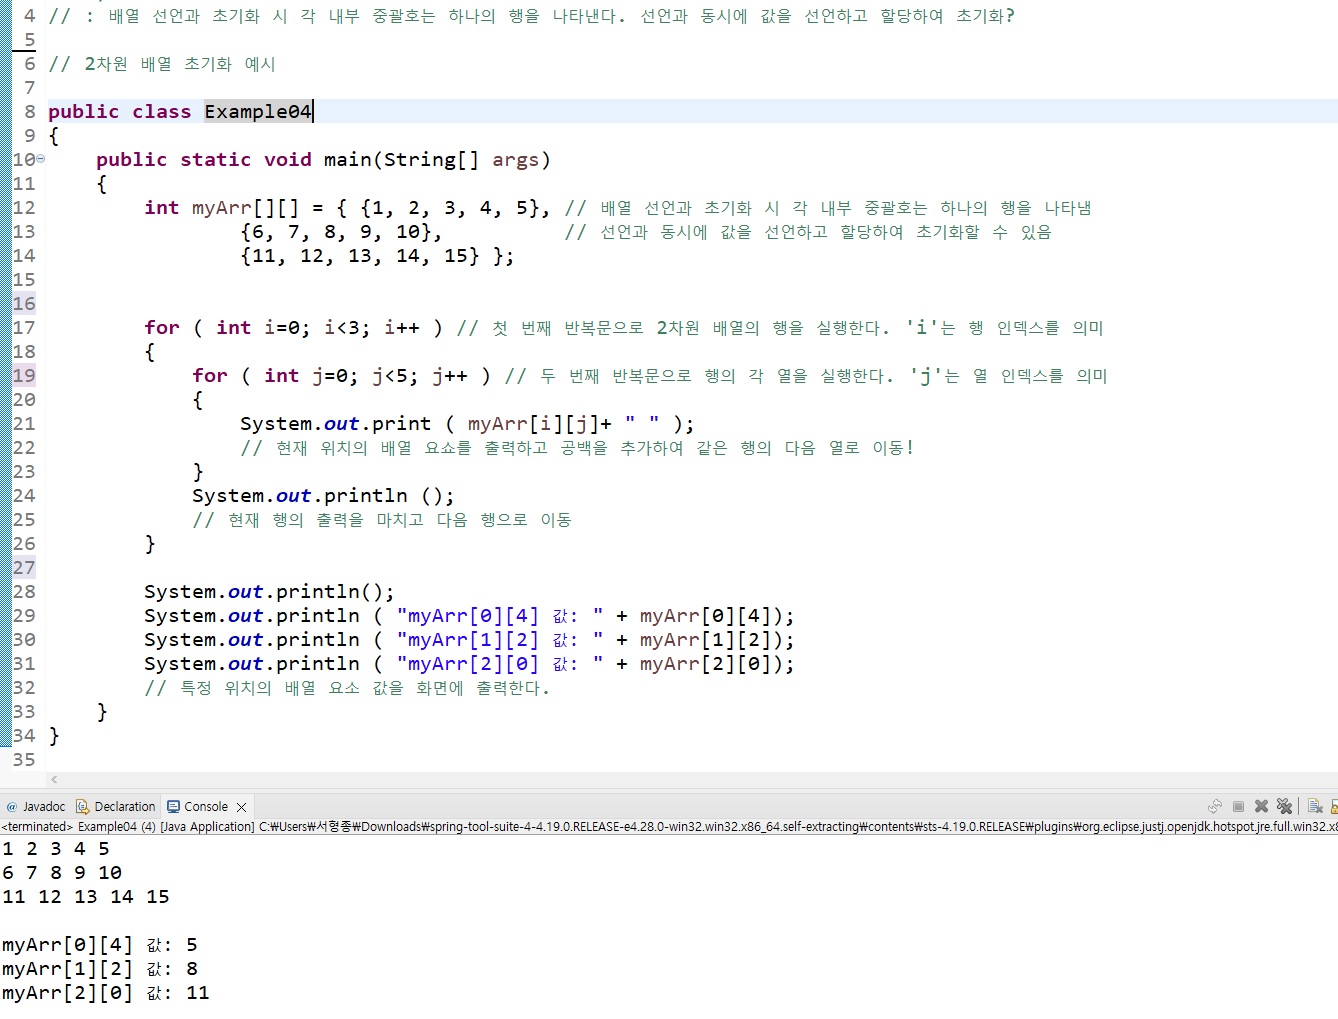 4 // : 배열 선언과 초기화 시 각 내부 중괄호는 하나의 행을 나타낸다. 선언과 동시에 값을 선언하고 할당하여 초기화?
5
6 // 2차원 배열 초기화 예시
7
8 public class Example04
9 {
10 public static void main(String[] args)
11 {
12 int myArr[][] = { {1, 2, 3, 4, 5}, // 배열 선언과 초기화 시 각 내부 중괄호는 하나의 행을 나타냄
13 {6, 7, 8, 9, 10}, // 선언과 동시에 값을 선언하고 할당하여 초기화할 수 있음
14 {11, 12, 13, 14, 15} };
15
16
17 for ( int i=0; i<3; i++ ) // 첫 번째 반복문으로 2차원 배열의 행을 실행한다. 'i'는 행 인덱스를 의미
18 {
19 for ( int j=0; j<5; j++ ) // 두 번째 반복문으로 행의 각 열을 실행한다. 'j'는 열 인덱스를 의미
20 {
21 System.out.print ( myArr[i][j]+ " " );
22 // 현재 위치의 배열 요쇼를 출력하고 공백을 추가하여 같은 행의 다음 열로 이동!
23 }
24 System.out.println ();
25 // 현재 행의 출력을 마치고 다음 행으로 이동
26 }
27
28 System.out.println();
29 System.out.println ( "myArr[0][4] 값: " + myArr[0][4]);
30 System.out.println ( "myArr[1][2] 값: " + myArr[1][2]);
31 System.out.println ( "myArr[2][0] 값: " + myArr[2][0]);
32 // 특정 위치의 배열 요소 값을 화면에 출력한다.
33 }
34 }
35
@ Javadoc Declaration Console
<terminated> Example04 (4) [Java Application] C:₩Users₩서형종₩Downloads₩spring-tool-suite-4-4.19.0.RELEASE-e4.28.0-win32.win32.x86_64.self-extracting₩contents₩sts-4.19.0.RELEASE₩plugins₩org.eclipse.justj.openjdk.hotspot.jre.full.win32.x8
1 2 3 4 5
6 7 8 9 10
11 12 13 14 15
myArr[0][4] 값: 5
myArr[1][2] 값: 8
myArr[2][0] 값: 11